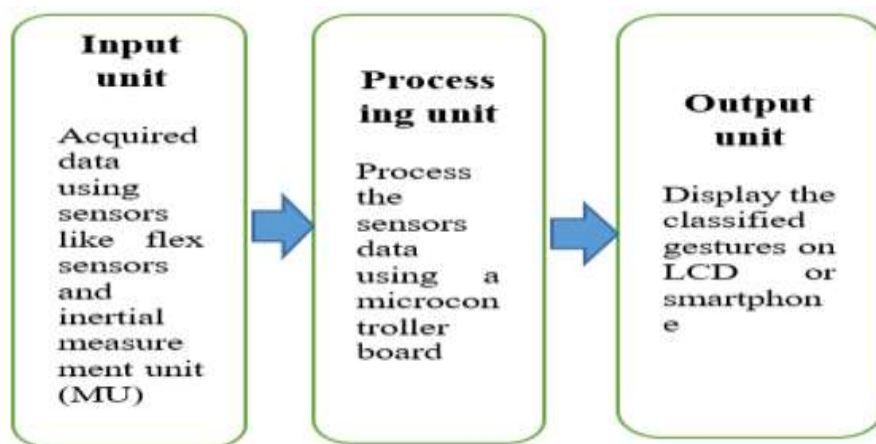 Input
unit
Acquired
data
using
sensors
like flex
sensors
and
inertial
measure
ment unit
(MU)
Process
ing unit
Process
the
sensors
data
using a
microcon
troller
board
Output
unit
Display the
classified
gestures on
LCD or
smartphon
e